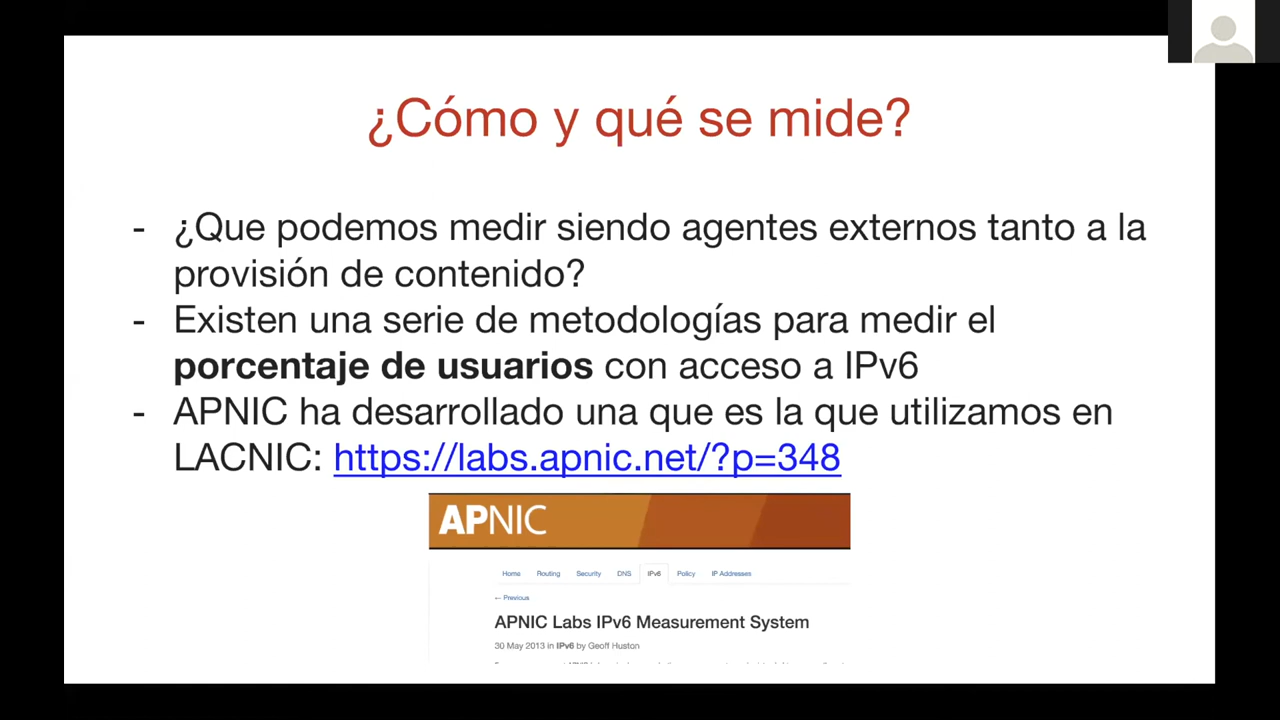 ¿Cómo y qué se mide?
- ¿Que podemos medir siendo agentes externos tanto a la
provisión de contenido?
- Existen una serie de metodologías para medir el
porcentaje de usuarios con acceso a IPv6
- APNIC ha desarrollado una que es la que utilizamos en
LACNIC: https://labs.apnic.net/?p=348
APNIC
Home Routing Security DNS IPv6 Policy IP Addresses
← Previous
APNIC Labs IPv6 Measurement System
30 May 2013 in IPv6 by Geoff Huston